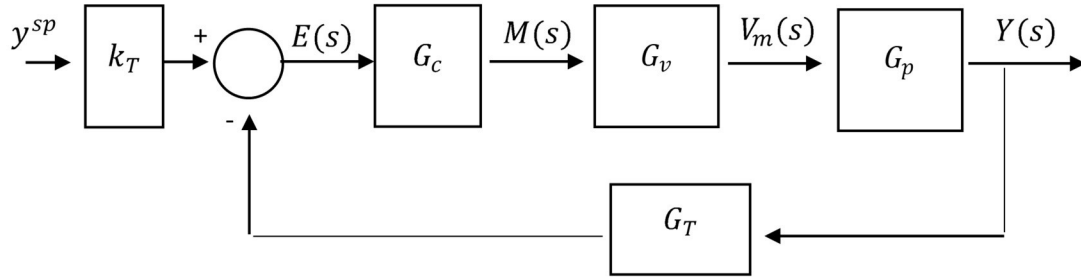 y^{sp}
k_T
+
-
E(s)
G_c
M(s)
G_v
V_m(s)
G_p
Y(s)
G_T